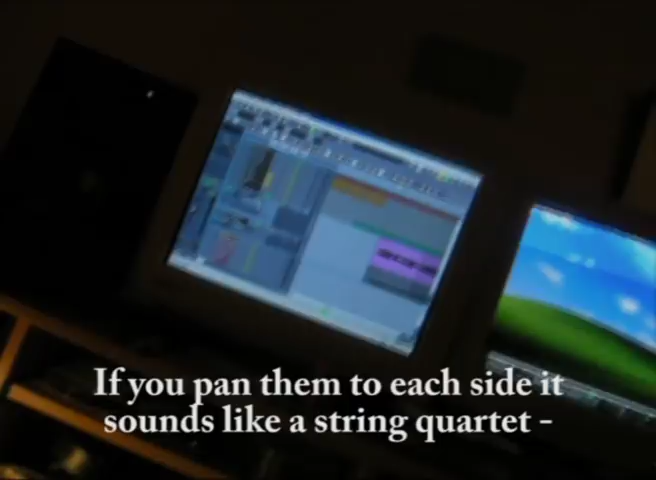 If you pan them to each side it
sounds like a string quartet -